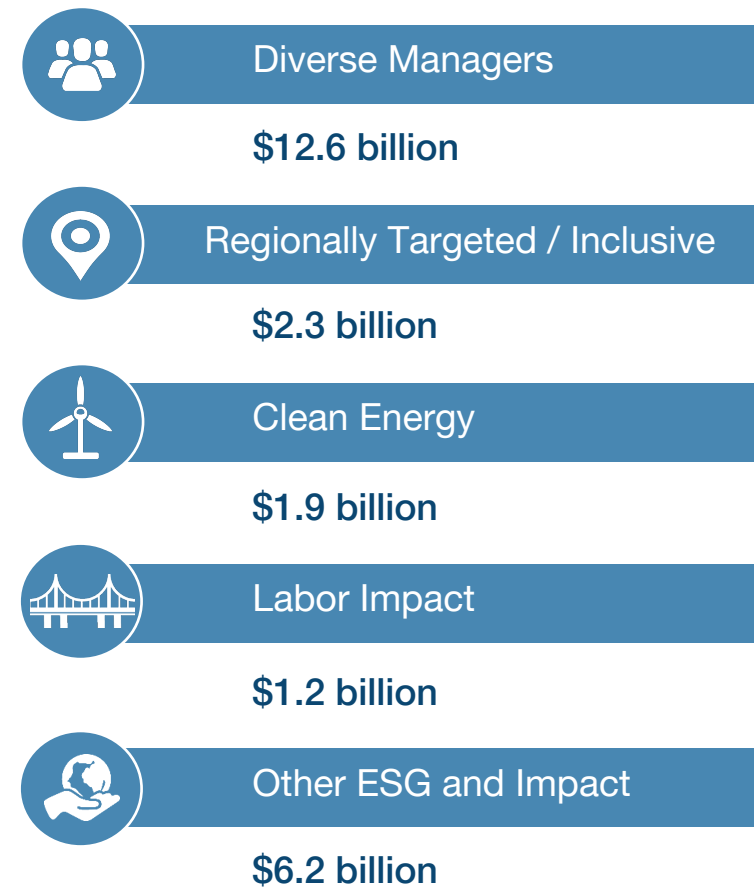 Diverse Managers
$12.6 billion
Regionally Targeted / Inclusive
$2.3 billion
Clean Energy
$1.9 billion
Labor Impact
$1.2 billion
Other ESG and Impact
$6.2 billion